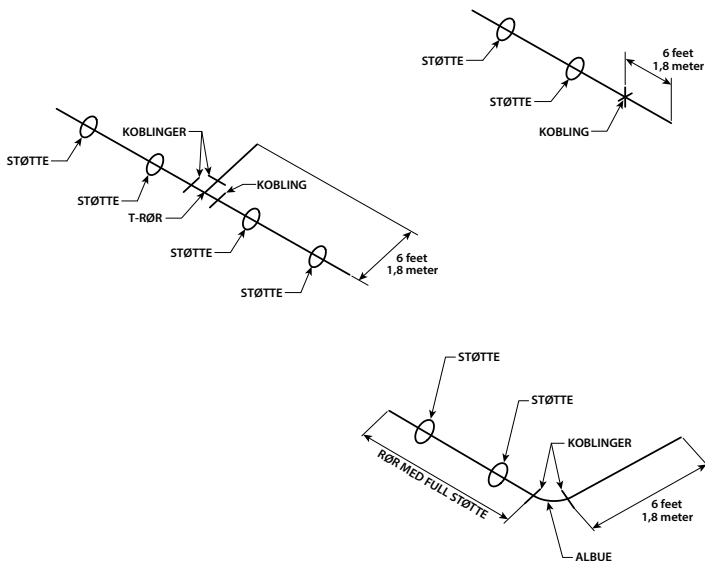 STØTTE
STØTTE
KOBLING
6 feet
1,8 meter
KOBLINGER
STØTTE
STØTTE
T-RØR
KOBLING
STØTTE
STØTTE
6 feet
1,8 meter
STØTTE
STØTTE
KOBLINGER
RØR MED FULL STØTTE
6 feet
1,8 meter
ALBUE